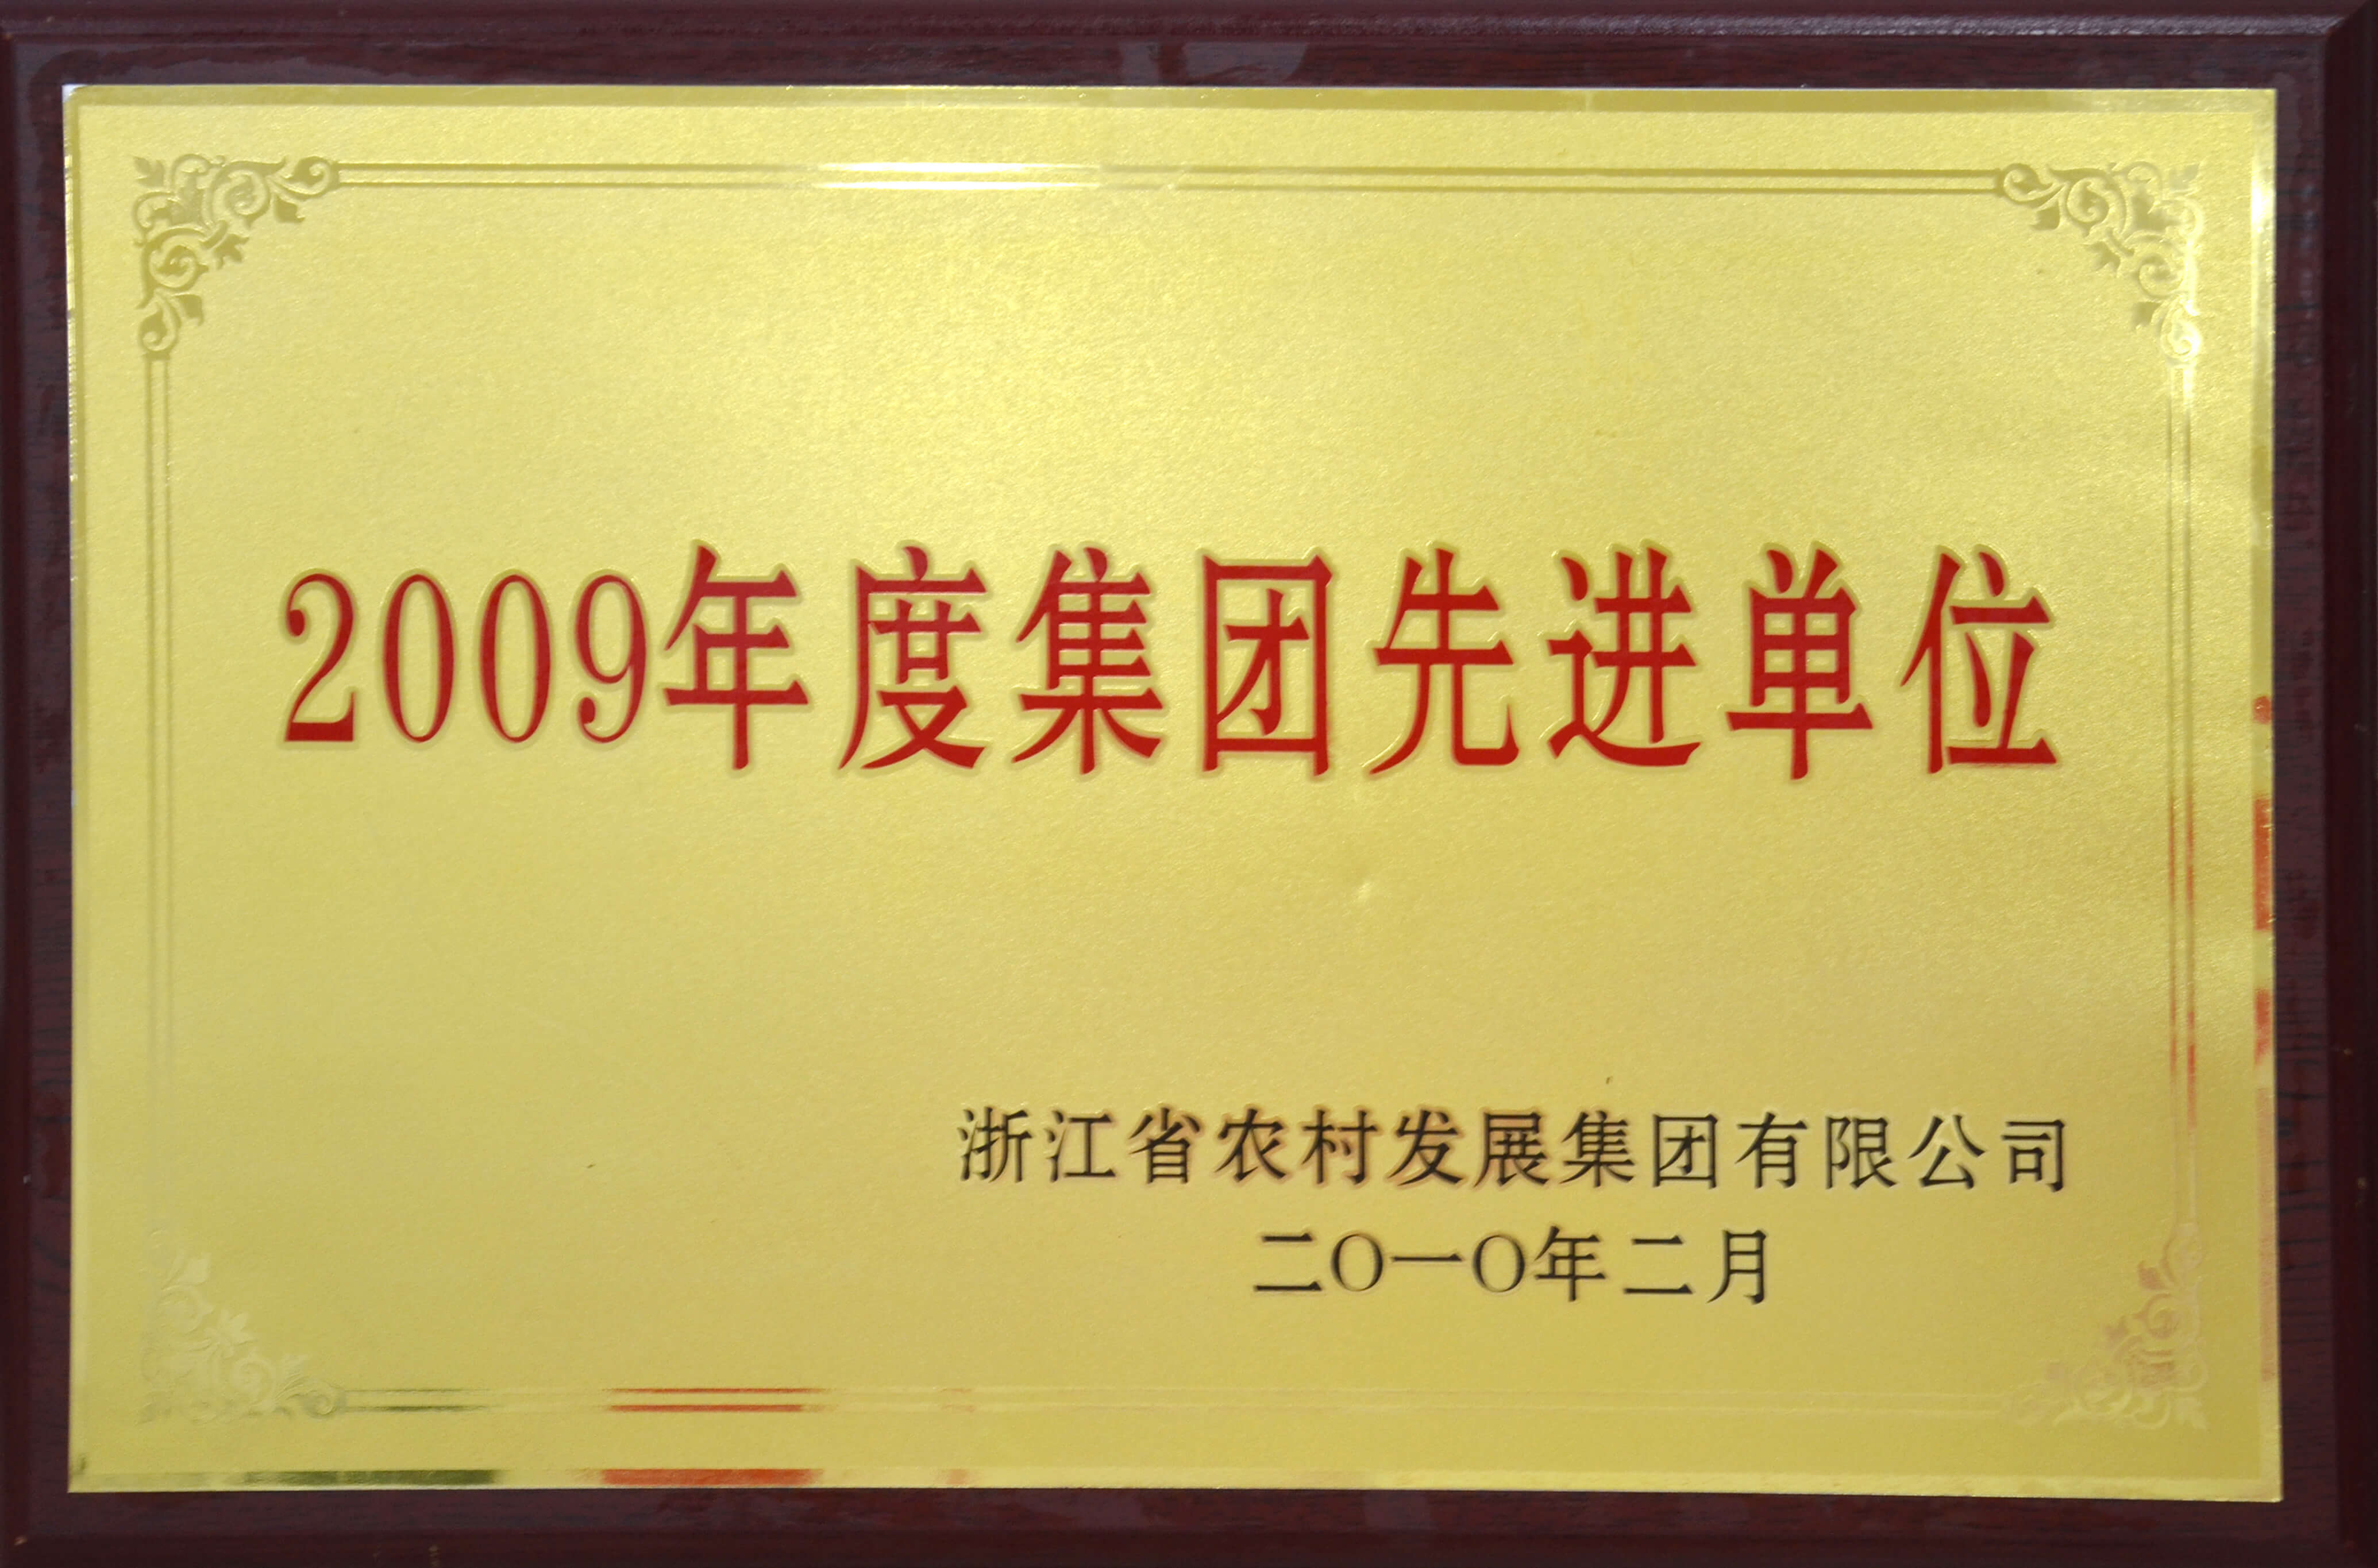 2009年度集团先进单位
浙江省农村发展集团有限公司
二〇一〇年二月